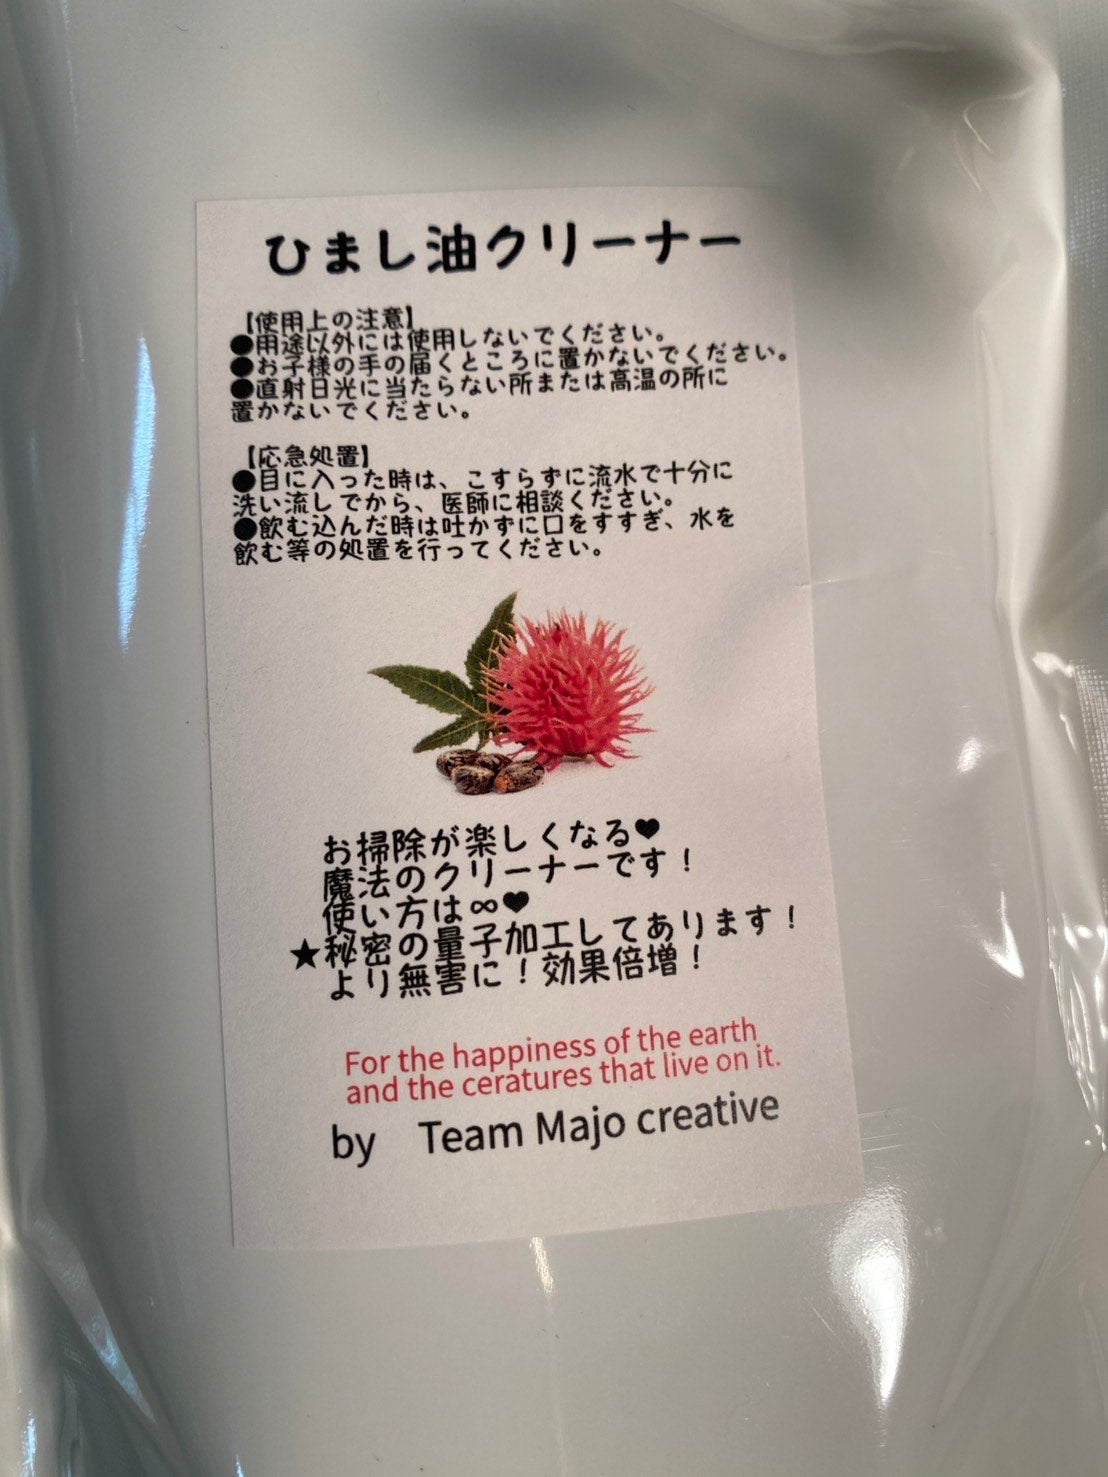 ひまし油クリーナー
【使用上の注意】
●用途以外には使用しないでください。
●お子様の手の届くところに置かないでください。
●直射日光に当たらない所または高温の所に
置かないでください。
【応急処置】
●目に入った時は、こすらずに流水で十分に
洗い流しでから、医師に相談ください。
●飲む込んだ時は吐かずに口をすすぎ、水を
飲む等の処置を行ってください。
お掃除が楽しくなる♥
魔法のクリーナーです！
使い方は∞♥
★秘密の量子加工してあります！
より無害に！効果倍増！
For the happiness of the earth
and the ceratures that live on it.
by Team Majo creative